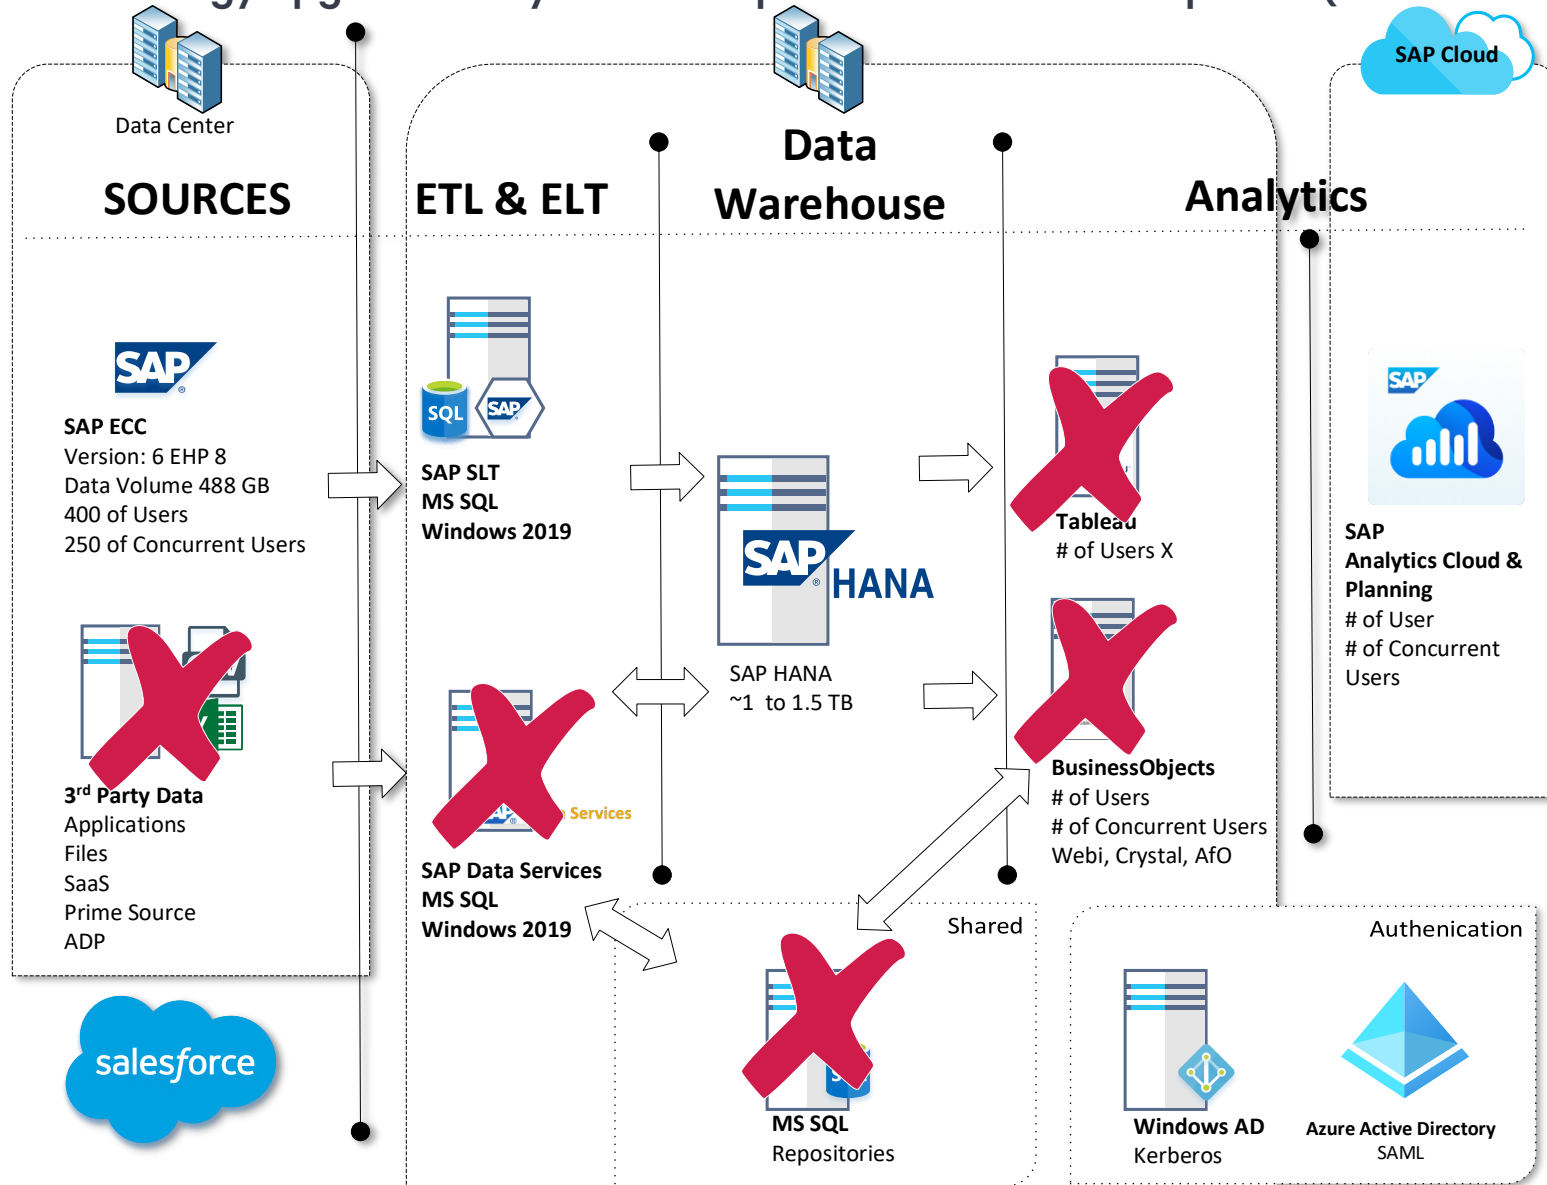 SAP Cloud
Data Center
SOURCES
ETL & ELT
Data
Warehouse
Analytics
SAP
SAP ECC
Version: 6 EHP 8
Data Volume 488 GB
400 of Users
250 of Concurrent Users
3rd Party Data
Applications
Files
SaaS
Prime Source
ADP
salesforce
SQL
SAP
SAP SLT
MS SQL
Windows 2019
Services
SAP Data Services
MS SQL
Windows 2019
SAP HANA
SAP HANA
~1 to 1.5 TB
Tableau
# of Users X
BusinessObjects
# of Users
# of Concurrent Users
Webi, Crystal, AfO
SAP
SAP
Analytics Cloud &
Planning
# of User
# of Concurrent
Users
Shared
MS SQL
Repositories
Authenication
Windows AD
Kerberos
Azure Active Directory
SAML